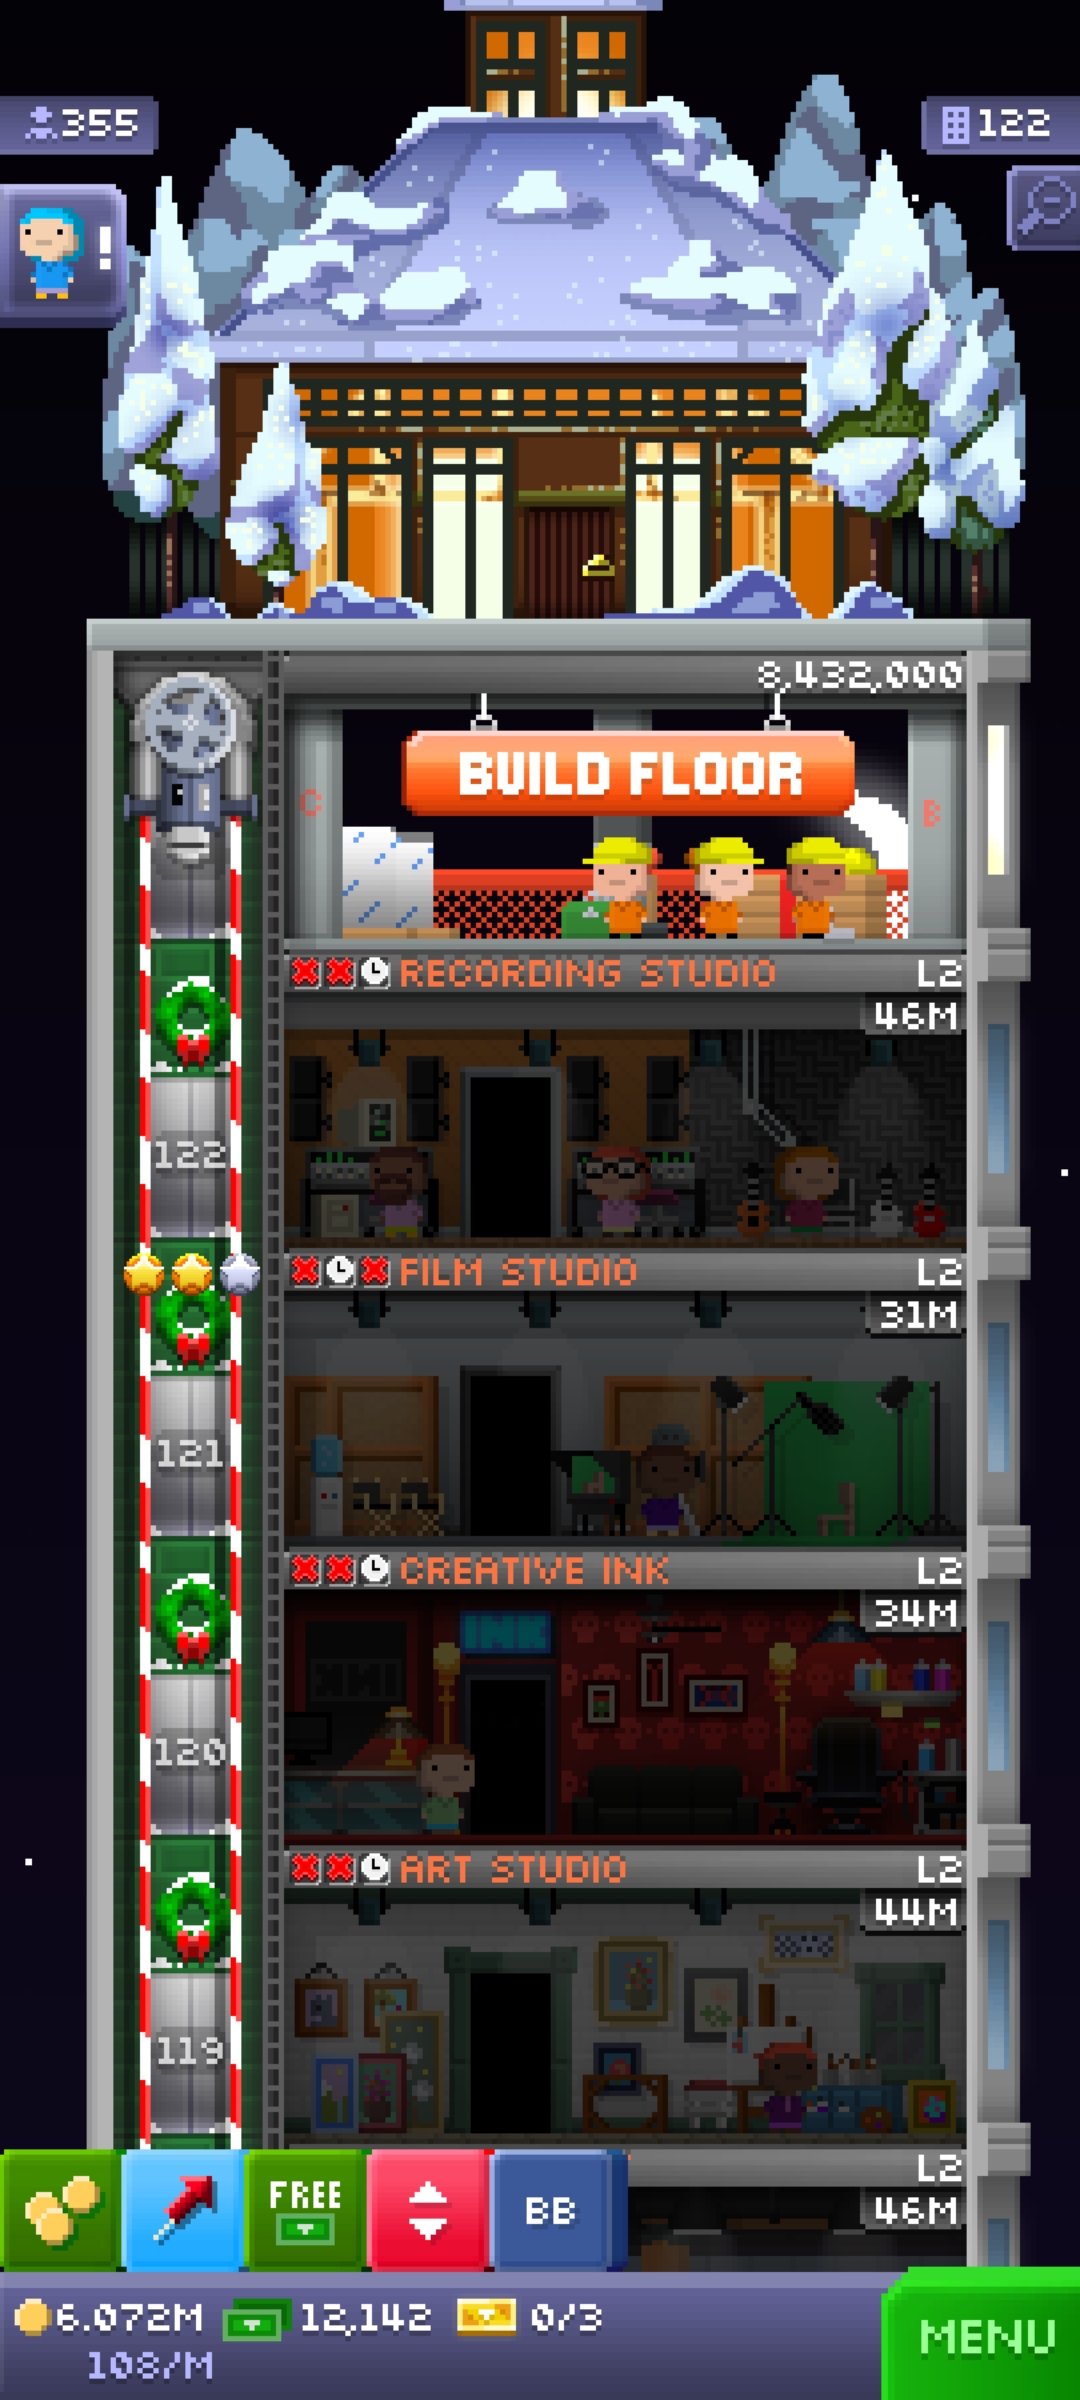 355
122
!
8,432,000
BUILD FLOOR
C
B
RECORDING STUDIO L2
46M
122
FILM STUDIO L2
31M
121
CREATIVE INK L2
34M
INK
INK
120
ART STUDIO L2
44M
119
L2
46M
FREE
BB
6.072M 12,142 0/3
108/M
MENU